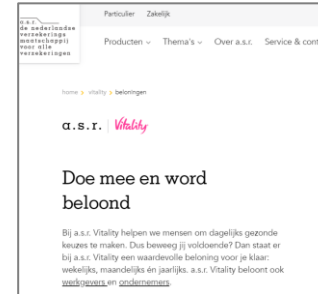 Particulier Zakelijk
a.s.r.
de nederlandse
verzekerings
maatschappij
voor alle
verzekeringen
Producten Thema's Over a.s.r. Service & cont
home > vitality > beloningen
a.s.r. Vitality
Doe mee en word
beloond
Bij a.s.r. Vitality helpen we mensen om dagelijks gezonde
keuzes te maken. Dus beweeg jij voldoende? Dan staat er
bij a.s.r. Vitality een waardevolle beloning voor je klaar:
wekelijks, maandelijks én jaarlijks. a.s.r. Vitality beloont ook
werkgevers en ondernemers.